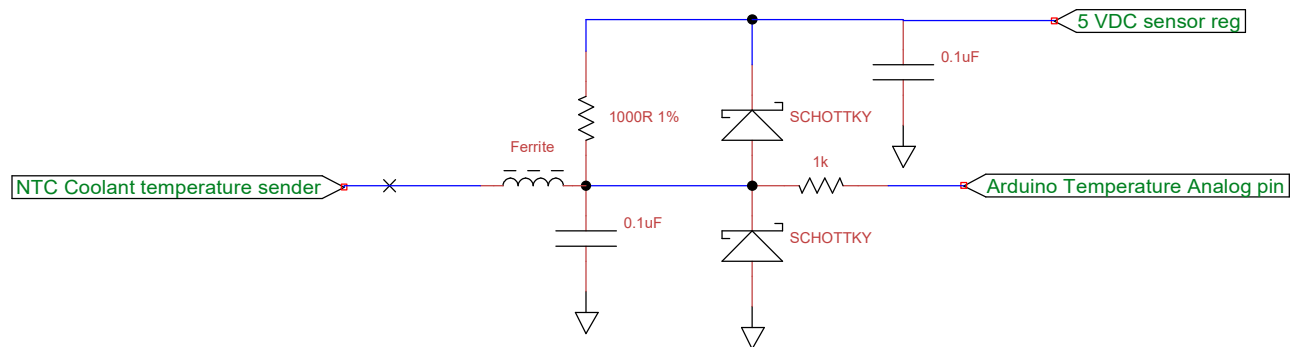 5 VDC sensor reg
0.1uF
1000R 1%
SCHOTTKY
Ferrite
1k
NTC Coolant temperature sender
Arduino Temperature Analog pin
0.1uF
SCHOTTKY